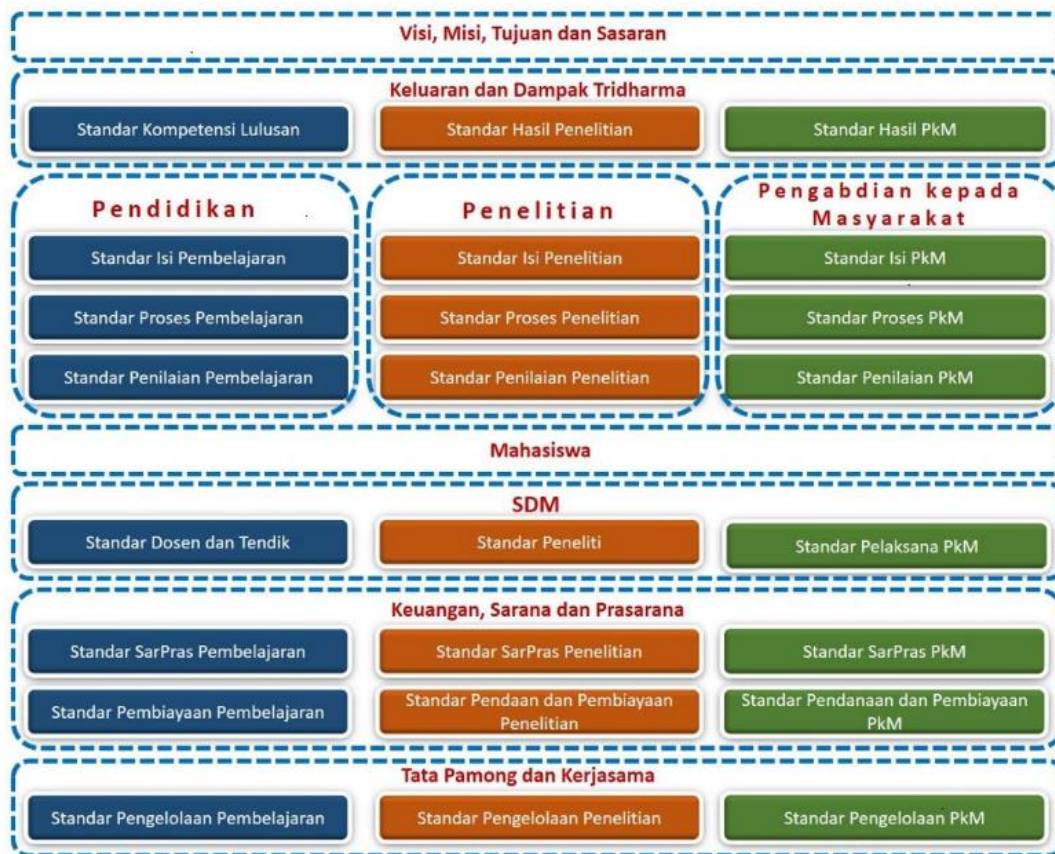 Visi, Misi, Tujuan dan Sasaran
Keluaran dan Dampak Tridharma
Standar Kompetensi Lulusan
Standar Hasil Penelitian
Standar Hasil PkM
Pendidikan
Penelitian
Pengabdian kepada
Masyarakat
Standar Isi Pembelajaran
Standar Isi Penelitian
Standar Isi PkM
Standar Proses Pembelajaran
Standar Proses Penelitian
Standar Proses PkM
Standar Penilaian Pembelajaran
Standar Penilaian Penelitian
Standar Penilaian PkM
Mahasiswa
SDM
Standar Dosen dan Tendik
Standar Peneliti
Standar Pelaksana PkM
Keuangan, Sarana dan Prasarana
Standar SarPras Pembelajaran
Standar SarPras Penelitian
Standar SarPras PkM
Standar Pembiayaan Pembelajaran
Standar Pendaan dan Pembiayaan
Penelitian
Standar Pendanaan dan Pembiayaan
PkM
Tata Pamong dan Kerjasama
Standar Pengelolaan Pembelajaran
Standar Pengelolaan Penelitian
Standar Pengelolaan PkM